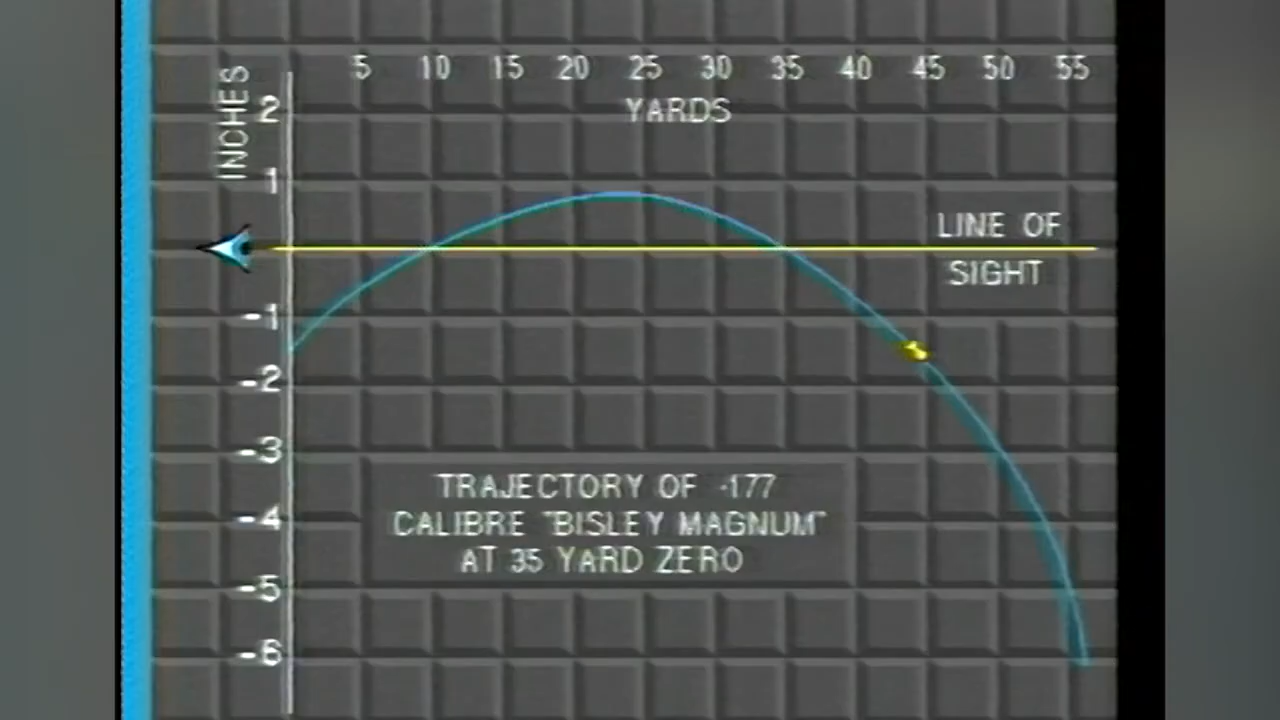 5 10 15 20 25 30 35 40 45 50 55
YARDS
INCHES
2
1
LINE OF
SIGHT
-1
-2
-3
-4
-5
-6
TRAJECTORY OF .177
CALIBRE "BISLEY MAGNUM"
AT 35 YARD ZERO